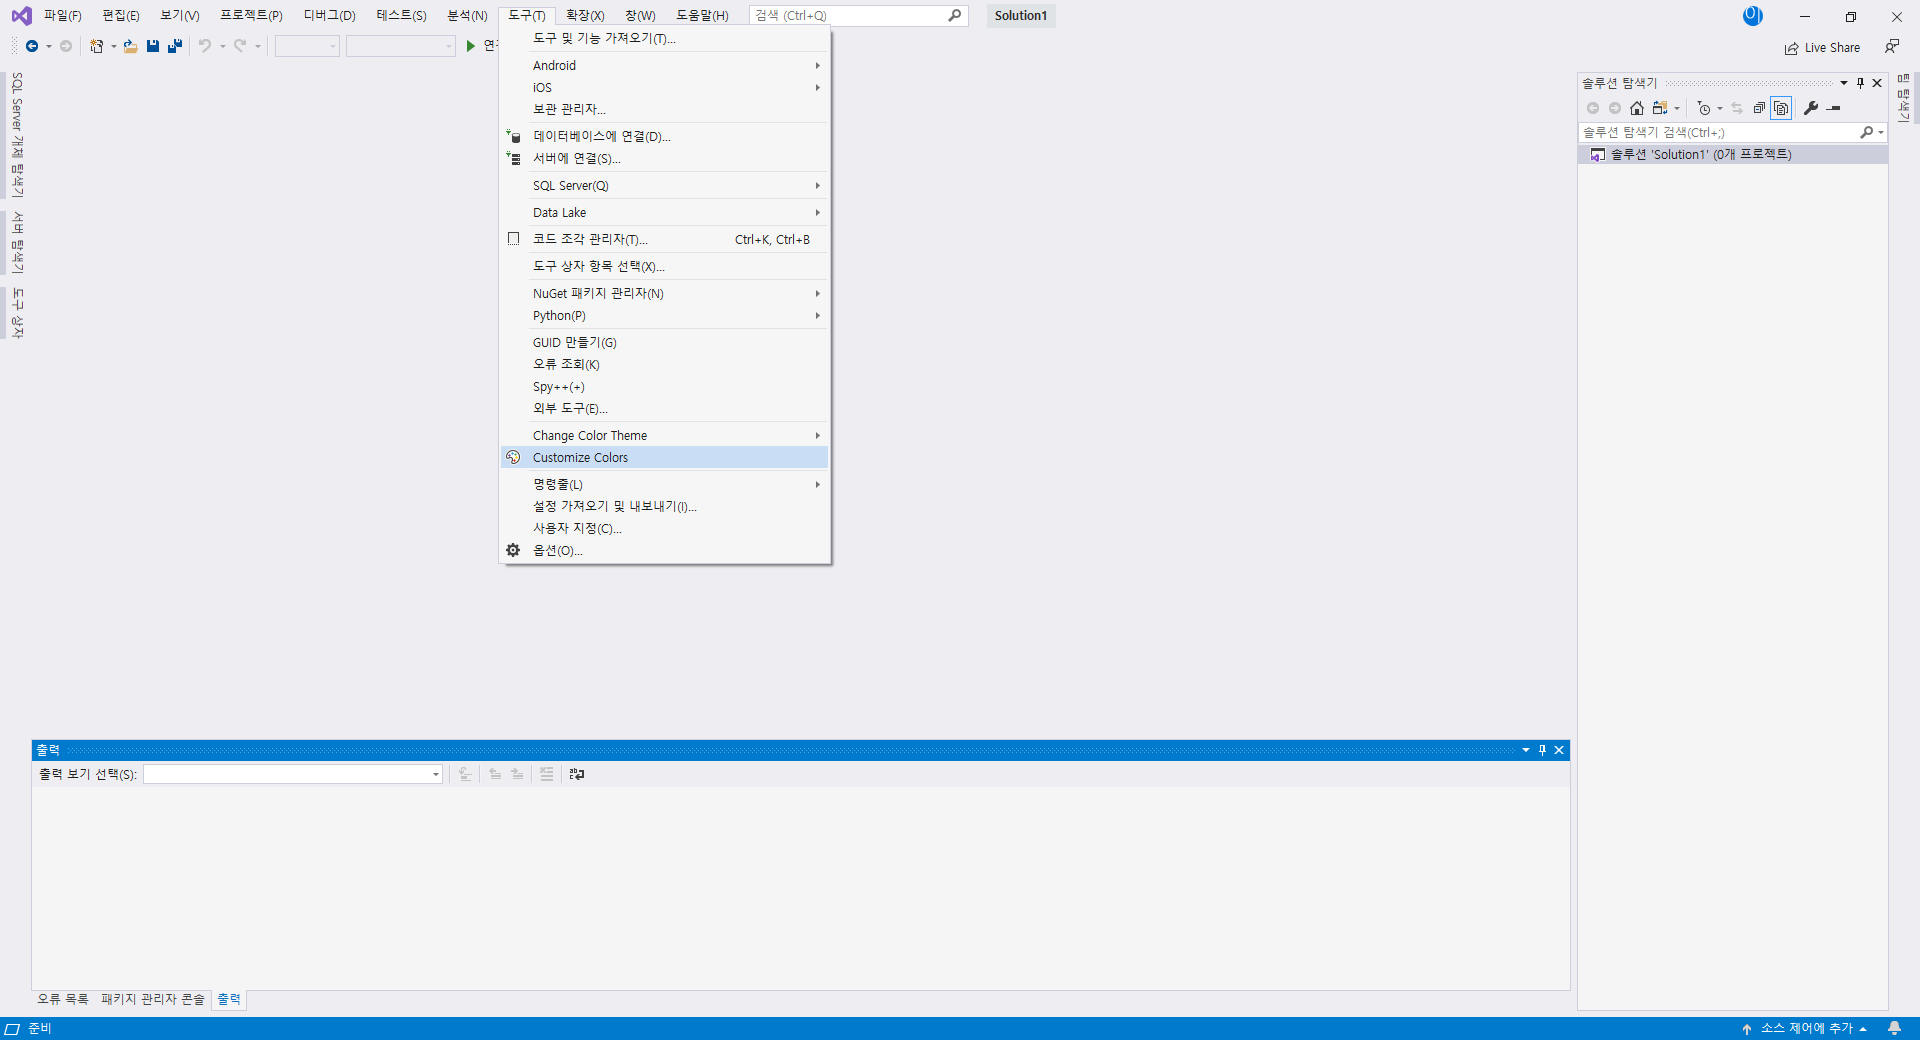 파일(F) 편집(E) 보기(V) 프로젝트(P) 디버그(D) 테스트(S) 분석(N) 도구(T) 확장(X) 창(W) 도움말(H) 검색 (Ctrl+Q) Solution1
Live Share
도구 및 기능 가져오기(T)...
Android
iOS
보관 관리자...
데이터베이스에 연결(D)...
서버에 연결(S)...
SQL Server(Q)
Data Lake
코드 조각 관리자(T)... Ctrl+K, Ctrl+B
도구 상자 항목 선택(X)...
NuGet 패키지 관리자(N)
Python(P)
GUID 만들기(G)
오류 조회(K)
Spy++(+)
외부 도구(E)...
Change Color Theme
Customize Colors
명령줄(L)
설정 가져오기 및 내보내기(I)...
사용자 지정(C)...
옵션(O)...
SQL Server 개체 탐색기
서버 탐색기
도구 상자
솔루션 탐색기
솔루션 탐색기 검색(Ctrl+;)
솔루션 'Solution1' (0개 프로젝트)
팀 탐색기
출력
출력 보기 선택(S):
오류 목록 패키지 관리자 콘솔 출력
준비
소스 제어에 추가